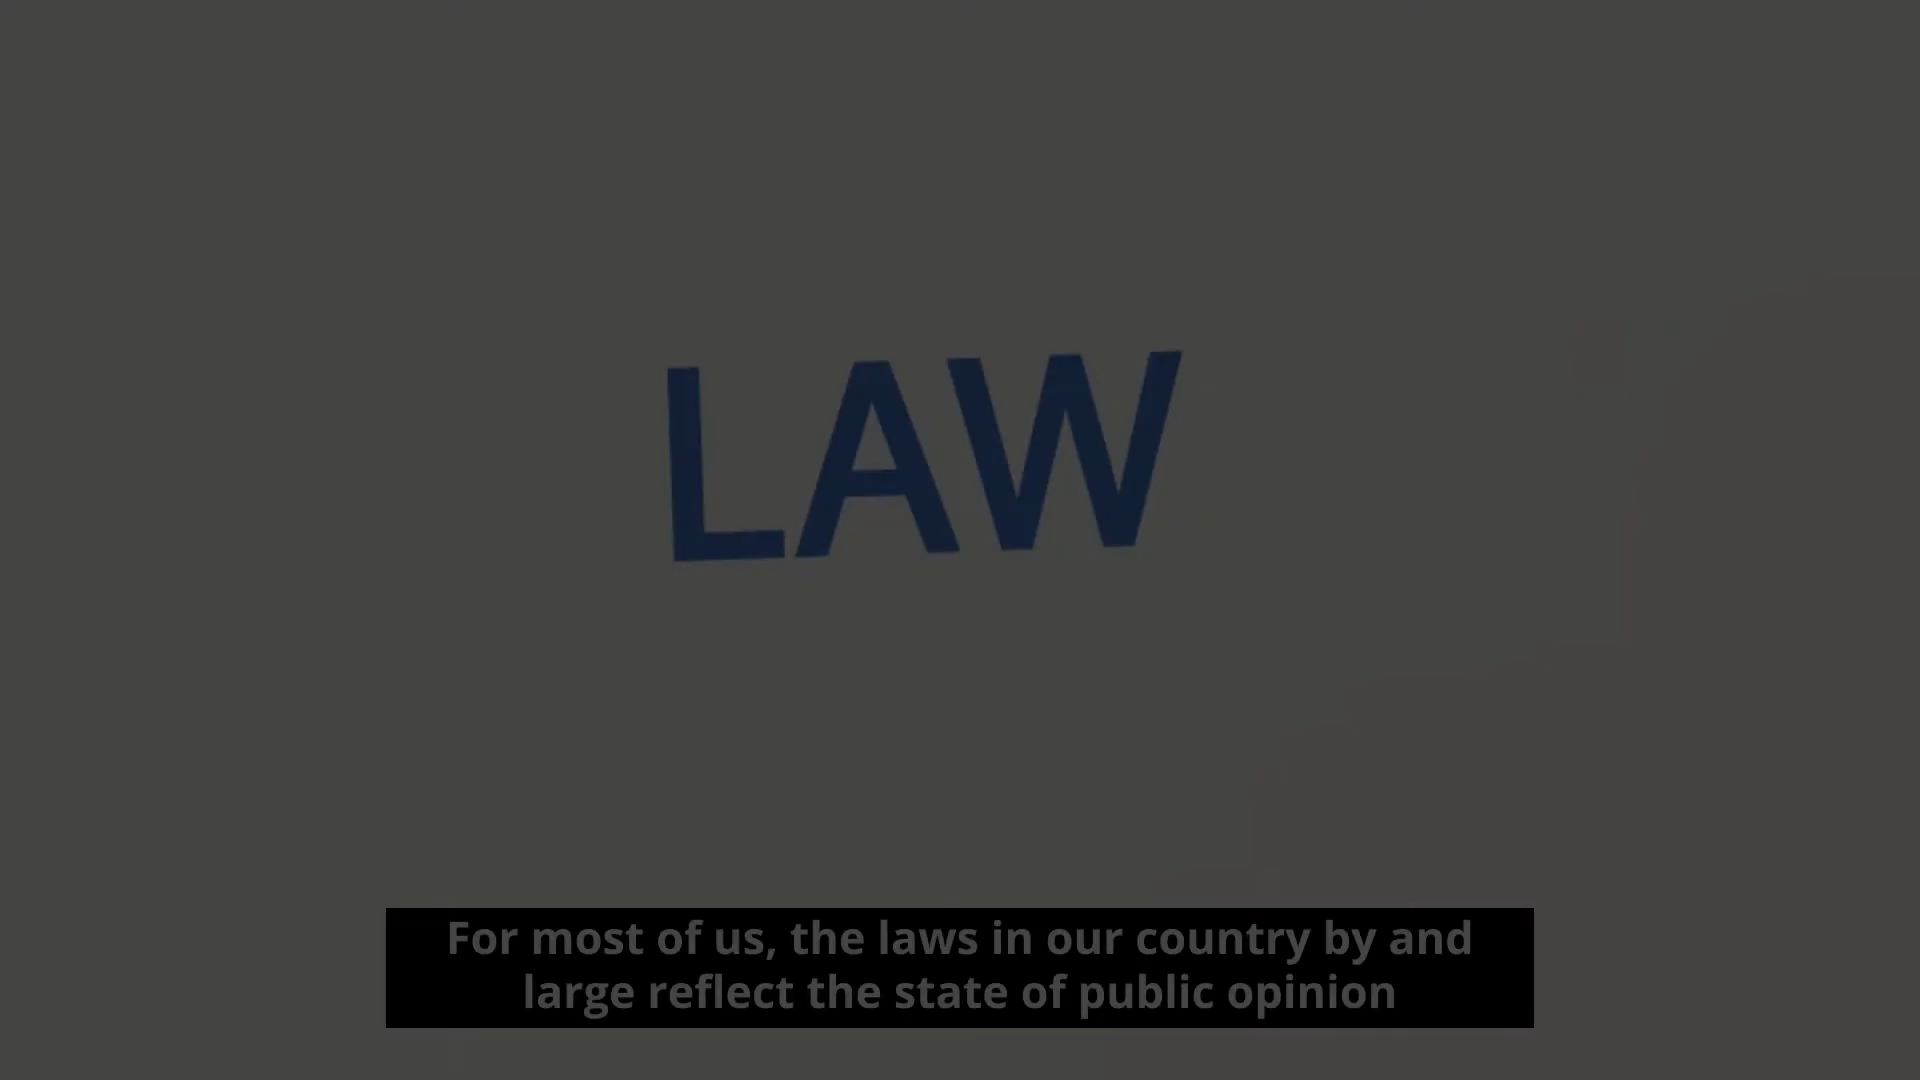 LAW
For most of us, the laws in our country by and
large reflect the state of public opinion